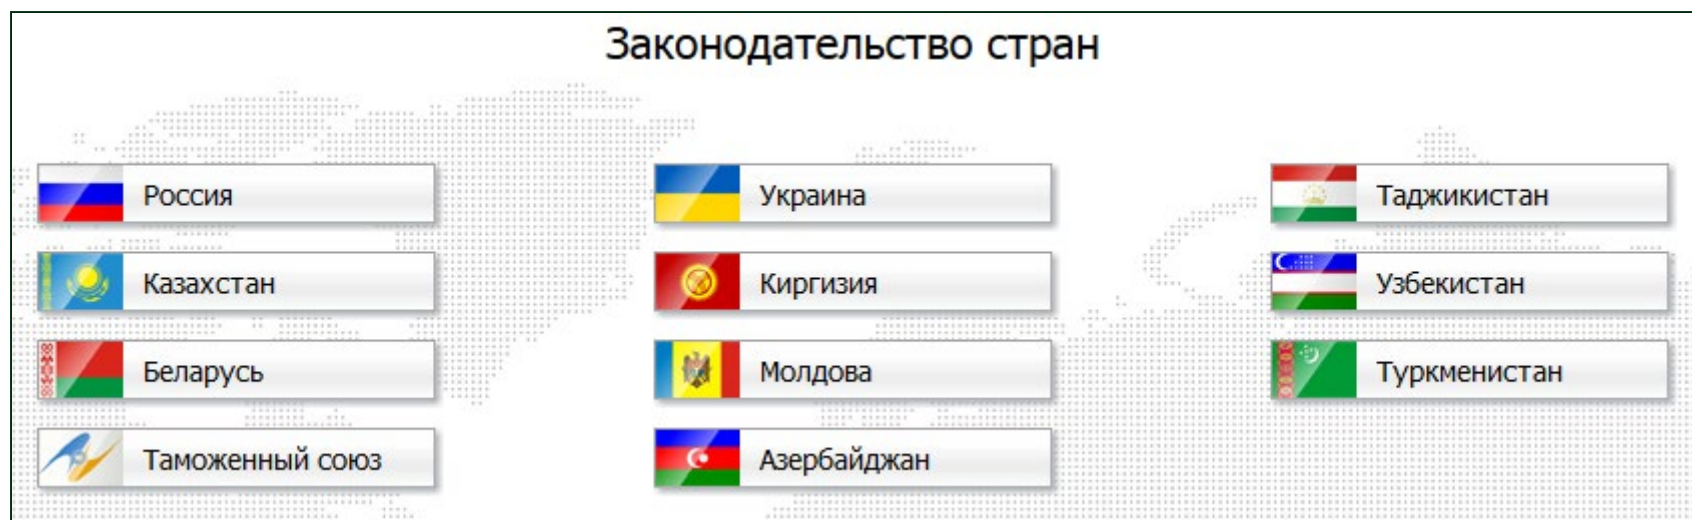 Законодательство стран
Россия
Украина
Таджикистан
Казахстан
Киргизия
Узбекистан
Беларусь
Молдова
Туркменистан
Таможенный союз
Азербайджан